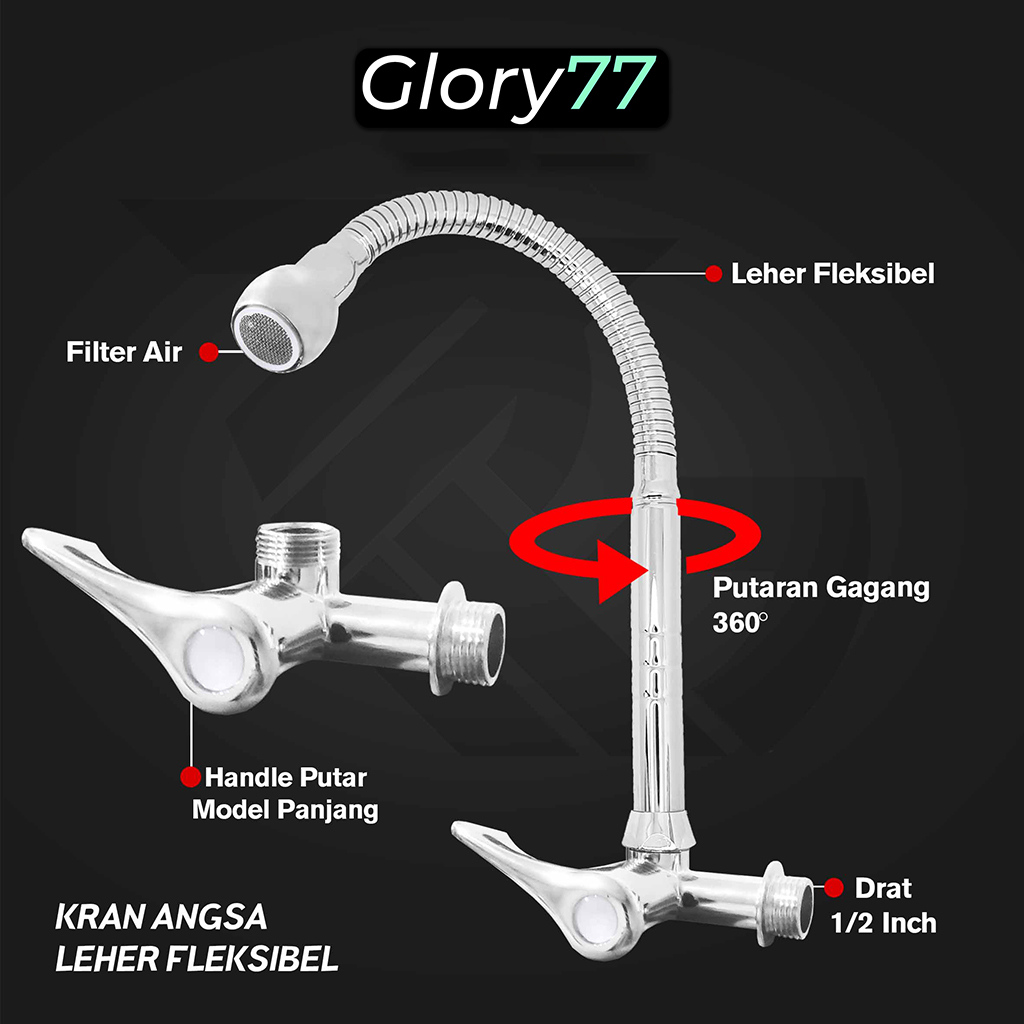 Glory77
Leher Fleksibel
Filter Air
Putaran Gagang
360°
Handle Putar
Model Panjang
Drat
1/2 Inch
KRAN ANGSA
LEHER FLEKSIBEL